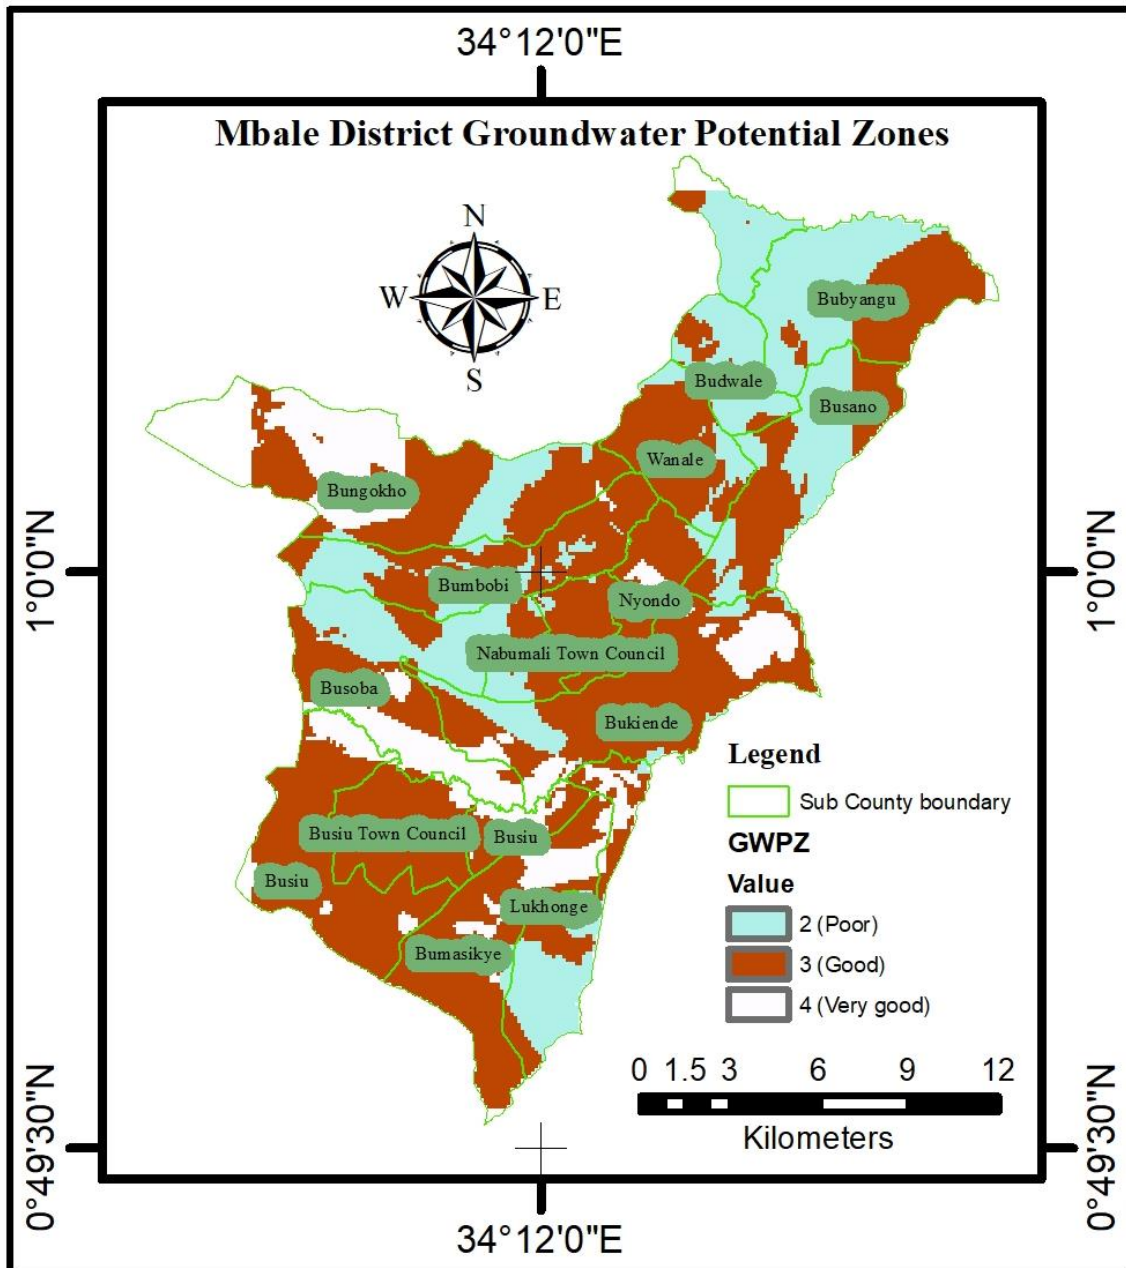 34°12'0"E
Mbale District Groundwater Potential Zones
N
W E
S
Bubyangu
Budwale
Busano
Wanale
Bungokho
1°0'0"N
1°0'0"N
Bumbobi
Nyondo
Nabumali Town Council
Busoba
Bukiende
Legend
Sub County boundary
GWPZ
Value
2 (Poor)
3 (Good)
4 (Very good)
Busiu Town Council
Busiu
Busiu
Lukhonge
Bumasikye
0 1.5 3 6 9 12
Kilometers
0°49'30"N
0°49'30"N
34°12'0"E